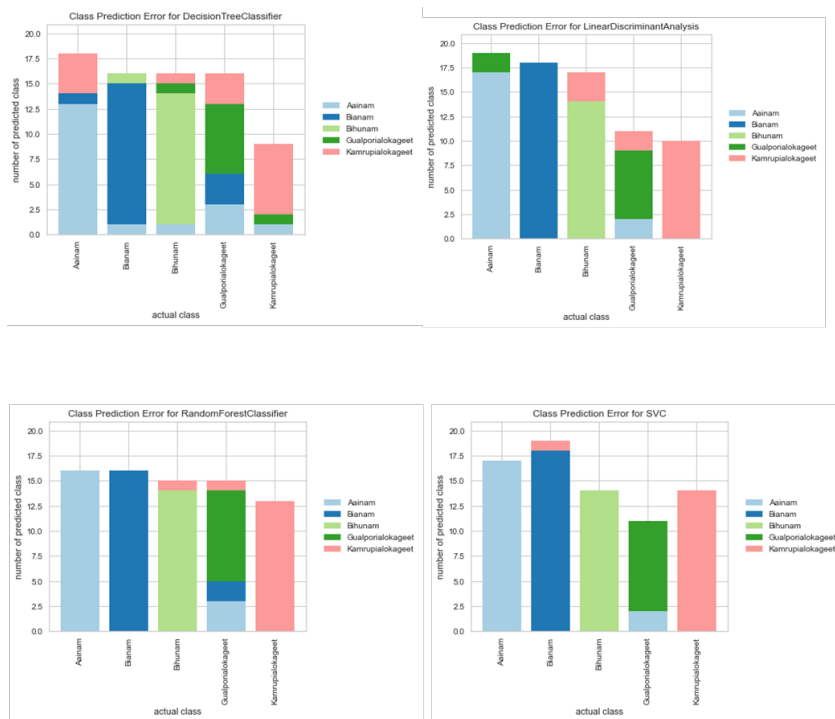 Class Prediction Error for DecisionTreeClassifier
20.0
17.5
15.0
12.5
10.0
7.5
5.0
2.5
0.0
number of predicted class
Aainam
Bianam
Bihunam
Gualporialokageet
Kamrupialokageet
actual class
Aainam
Bianam
Bihunam
Gualporialokageet
Kamrupialokageet
Class Prediction Error for LinearDiscriminantAnalysis
20.0
17.5
15.0
12.5
10.0
7.5
5.0
2.5
0.0
number of predicted class
Aainam
Bianam
Bihunam
Gualporialokageet
Kamrupialokageet
actual class
Aainam
Bianam
Bihunam
Gualporialokageet
Kamrupialokageet
Class Prediction Error for RandomForestClassifier
20.0
17.5
15.0
12.5
10.0
7.5
5.0
2.5
0.0
number of predicted class
Aainam
Bianam
Bihunam
Gualporialokageet
Kamrupialokageet
actual class
Aainam
Bianam
Bihunam
Gualporialokageet
Kamrupialokageet
Class Prediction Error for SVC
20.0
17.5
15.0
12.5
10.0
7.5
5.0
2.5
0.0
number of predicted class
Aainam
Bianam
Bihunam
Gualporialokageet
Kamrupialokageet
actual class
Aainam
Bianam
Bihunam
Gualporialokageet
Kamrupialokageet